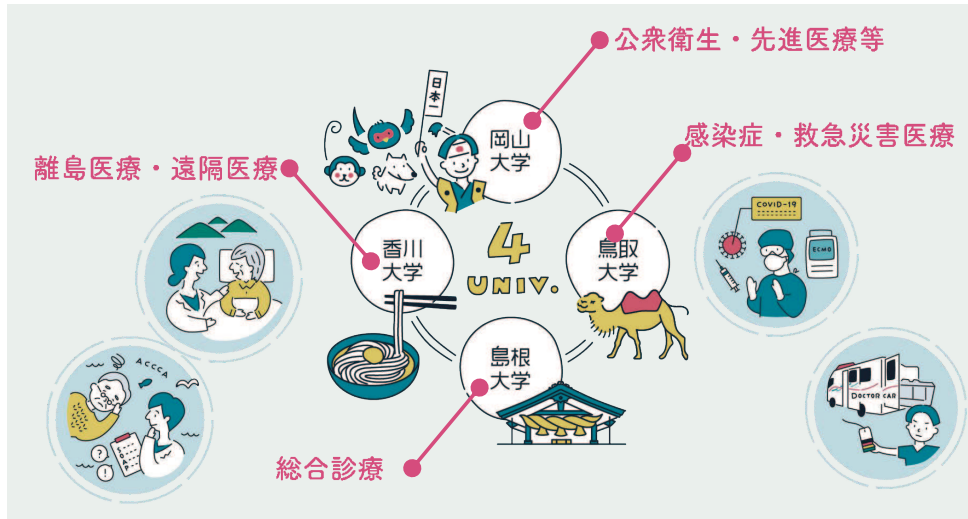 公衆衛生・先進医療等
日本一
岡山
大学
感染症・救急災害医療
離島医療・遠隔医療
COVID-19
ECMO
香川
大学
4
UNIV.
鳥取
大学
島根
大学
ACCCA
?
!
DOCTOR CAR
総合診療